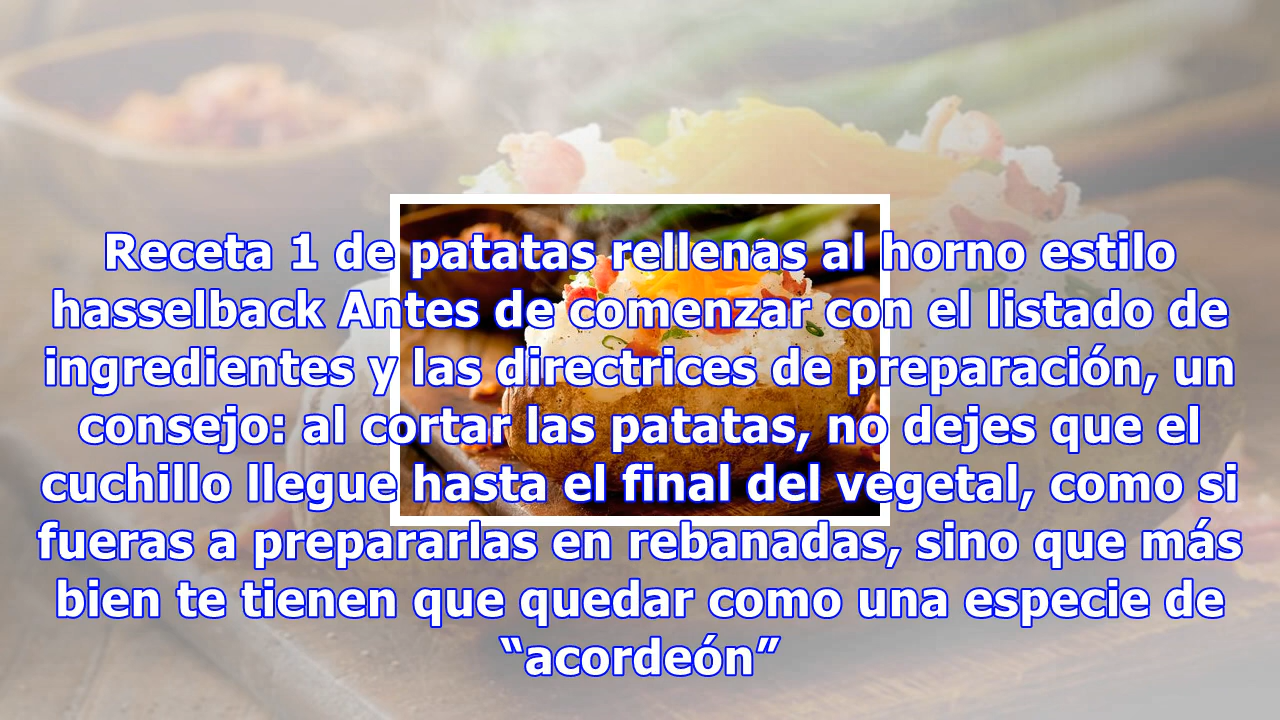 Receta 1 de patatas rellenas al horno estilo
hasselback Antes de comenzar con el listado de
ingredientes y las directrices de preparación, un
consejo: al cortar las patatas, no dejes que el
cuchillo llegue hasta el final del vegetal, como si
fueras a prepararlas en rebanadas, sino que más
bien te tienen que quedar como una especie de
“acordeón”